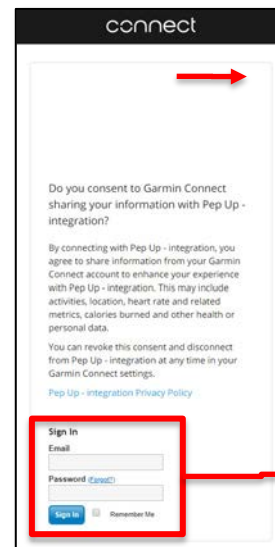 connect
Do you consent to Garmin Connect
sharing your information with Pep Up -
integration?
By connecting with Pep Up - integration, you
agree to share information from your Garmin
Connect account to enhance your experience
with Pep Up - integration. This may include
activities, location, heart rate and related
metrics, calories burned and other health or
personal data.
You can revoke this consent and disconnect
from Pep Up - integration at any time in your
Garmin Connect settings.
Pep Up - integration Privacy Policy
Sign In
Email
Password (Forgot?)
Sign In Remember Me